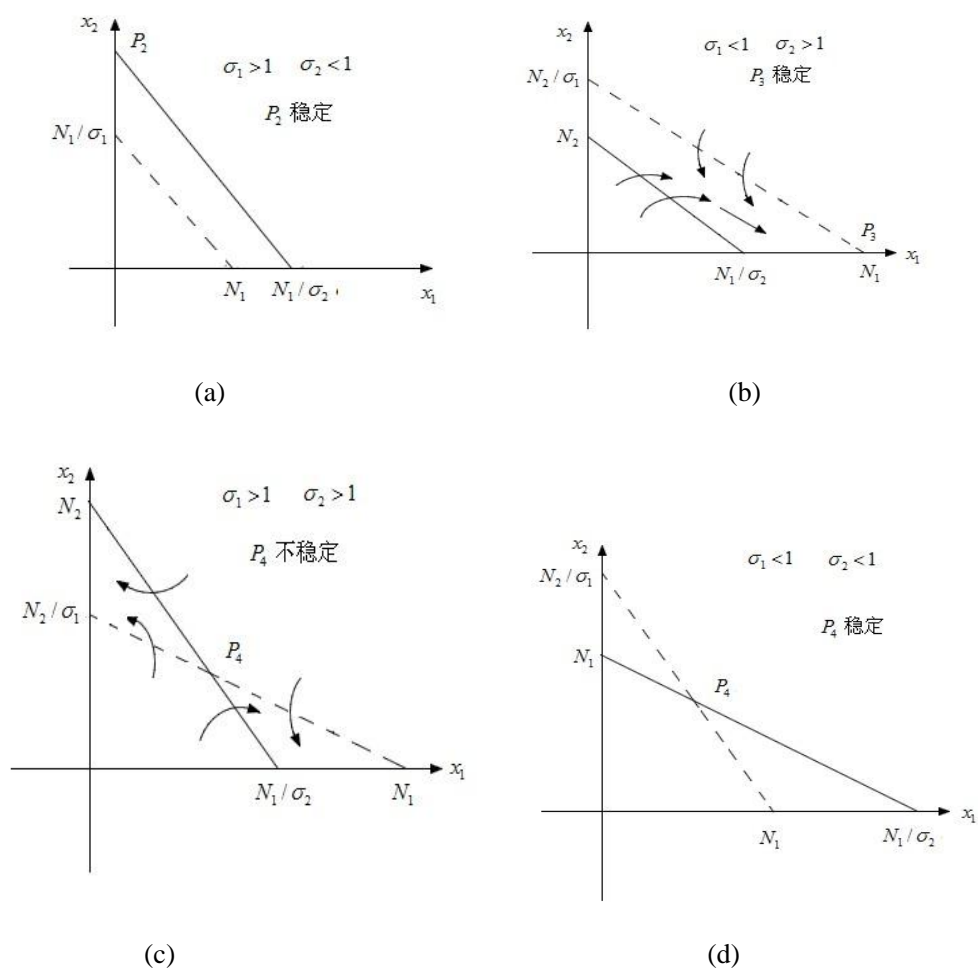 x₂
P₂
σ₁>1 σ₂<1
P₂ 稳定
N₁/σ₁
N₁
N₁/σ₂
x₁
(a)
x₂
σ₁<1 σ₂>1
P₃ 稳定
N₂/σ₁
N₂
P₃
N₁/σ₂
N₁
x₁
(b)
x₂
N₂
σ₁>1 σ₂>1
P₄ 不稳定
N₂/σ₁
P₄
N₁/σ₂
N₁
x₁
(c)
x₂
N₂/σ₁
σ₁<1 σ₂<1
P₄ 稳定
N₁
P₄
N₁
N₁/σ₂
x₁
(d)